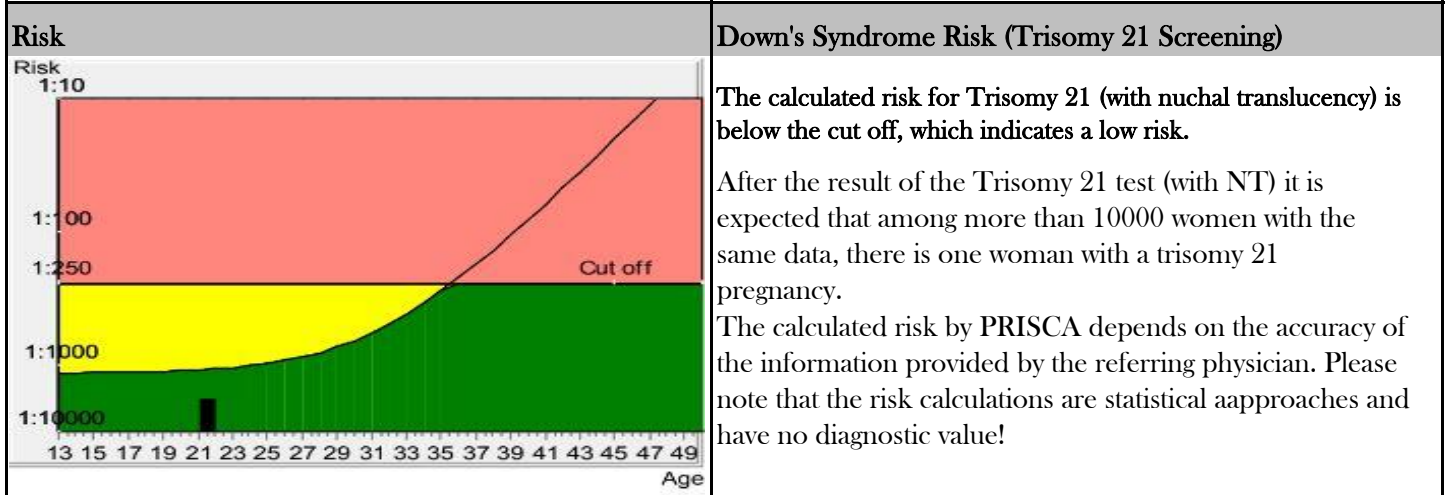 Risk
Risk
1:10
1:100
1:250
Cut off
1:1000
1:10000
13 15 17 19 21 23 25 27 29 31 33 35 37 39 41 43 45 47 49
Age
Down's Syndrome Risk (Trisomy 21 Screening)
The calculated risk for Trisomy 21 (with nuchal translucency) is
below the cut off, which indicates a low risk.
After the result of the Trisomy 21 test (with NT) it is
expected that among more than 10000 women with the
same data, there is one woman with a trisomy 21
pregnancy.
The calculated risk by PRISCA depends on the accuracy of
the information provided by the referring physician. Please
note that the risk calculations are statistical aapproaches and
have no diagnostic value!